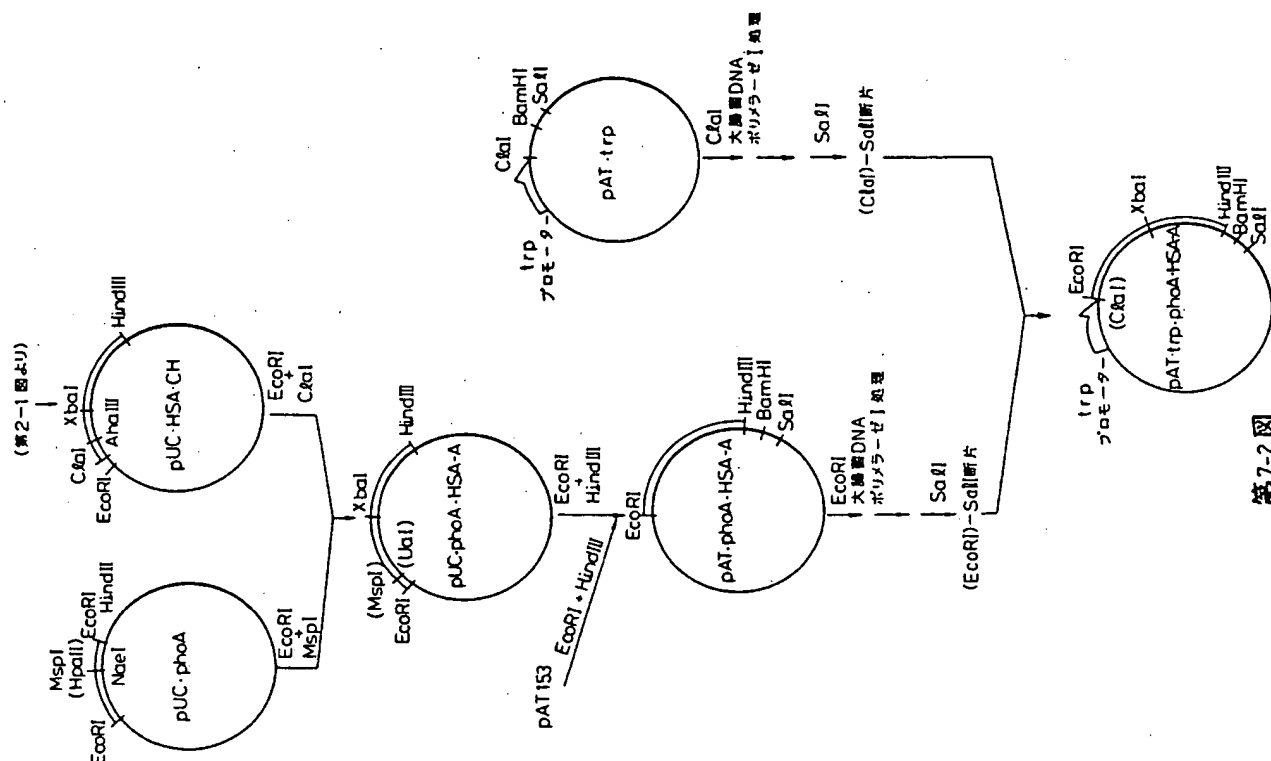 (第2-1図より)
MspI
(HpaII)
EcoRI
NaeI
EcoRI
HindIII
pUC·phoA
EcoRI
+
MspI
ClaI
XbaI
EcoRI
AhaIII
HindIII
pUC·HSA·CH
EcoRI
+
ClaI
XbaI
(MspI)
EcoRI
(UaI)
HindIII
pUC·phoA·HSA-A
EcoRI
+
HindIII
pAT153
EcoRI + HindIII
EcoRI
HindIII
BamHI
SalI
pAT·phoA·HSA-A
EcoRI
大腸菌DNA
ポリメラーゼI処理
SalI
(EcoRI)-SalI断片
trp
プロモーター
ClaI
BamHI
SalI
pAT·trp
ClaI
大腸菌DNA
ポリメラーゼI処理
SalI
(ClaI)-SalI断片
trp
プロモーター
EcoRI
(ClaI)
XbaI
HindIII
BamHI
SalI
pAT·trp·phoA·HSA-A
第7-2図